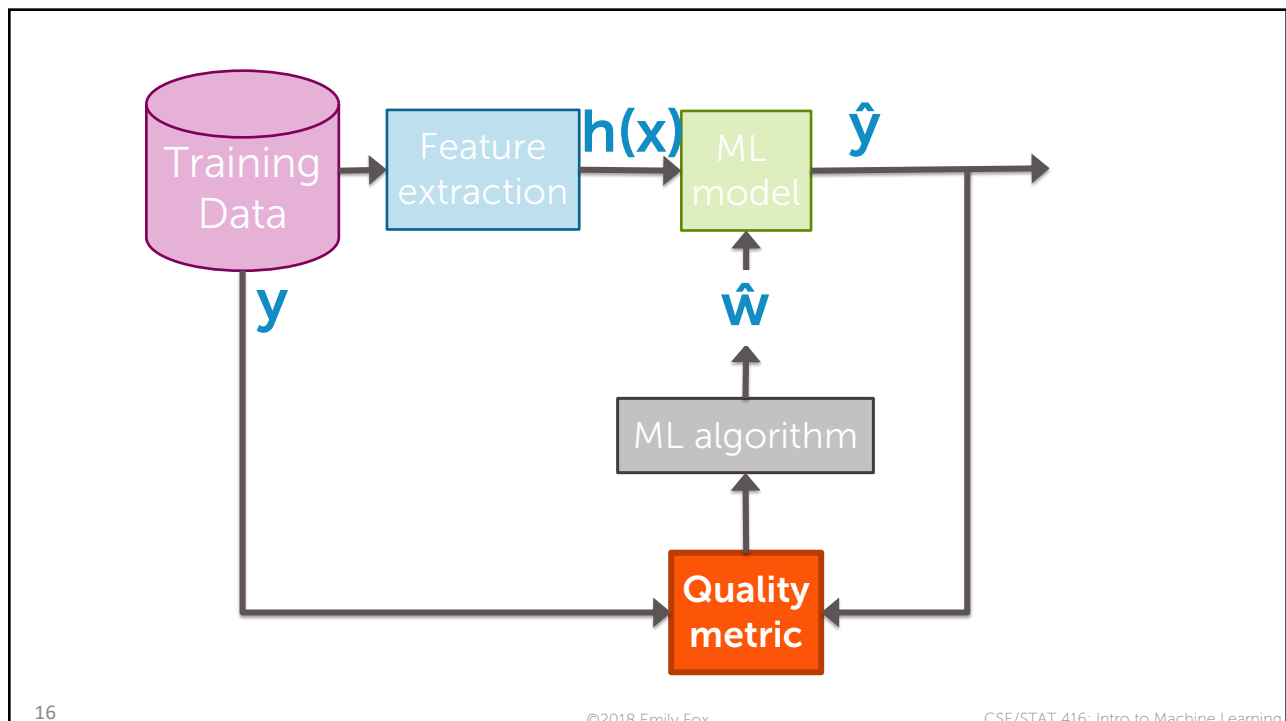 Training
Data
Feature
extraction
h(x)
ML
model
ŷ
y
ŵ
ML algorithm
Quality
metric
16
©2018 Emily Fox
CSE/STAT 416: Intro to Machine Learning